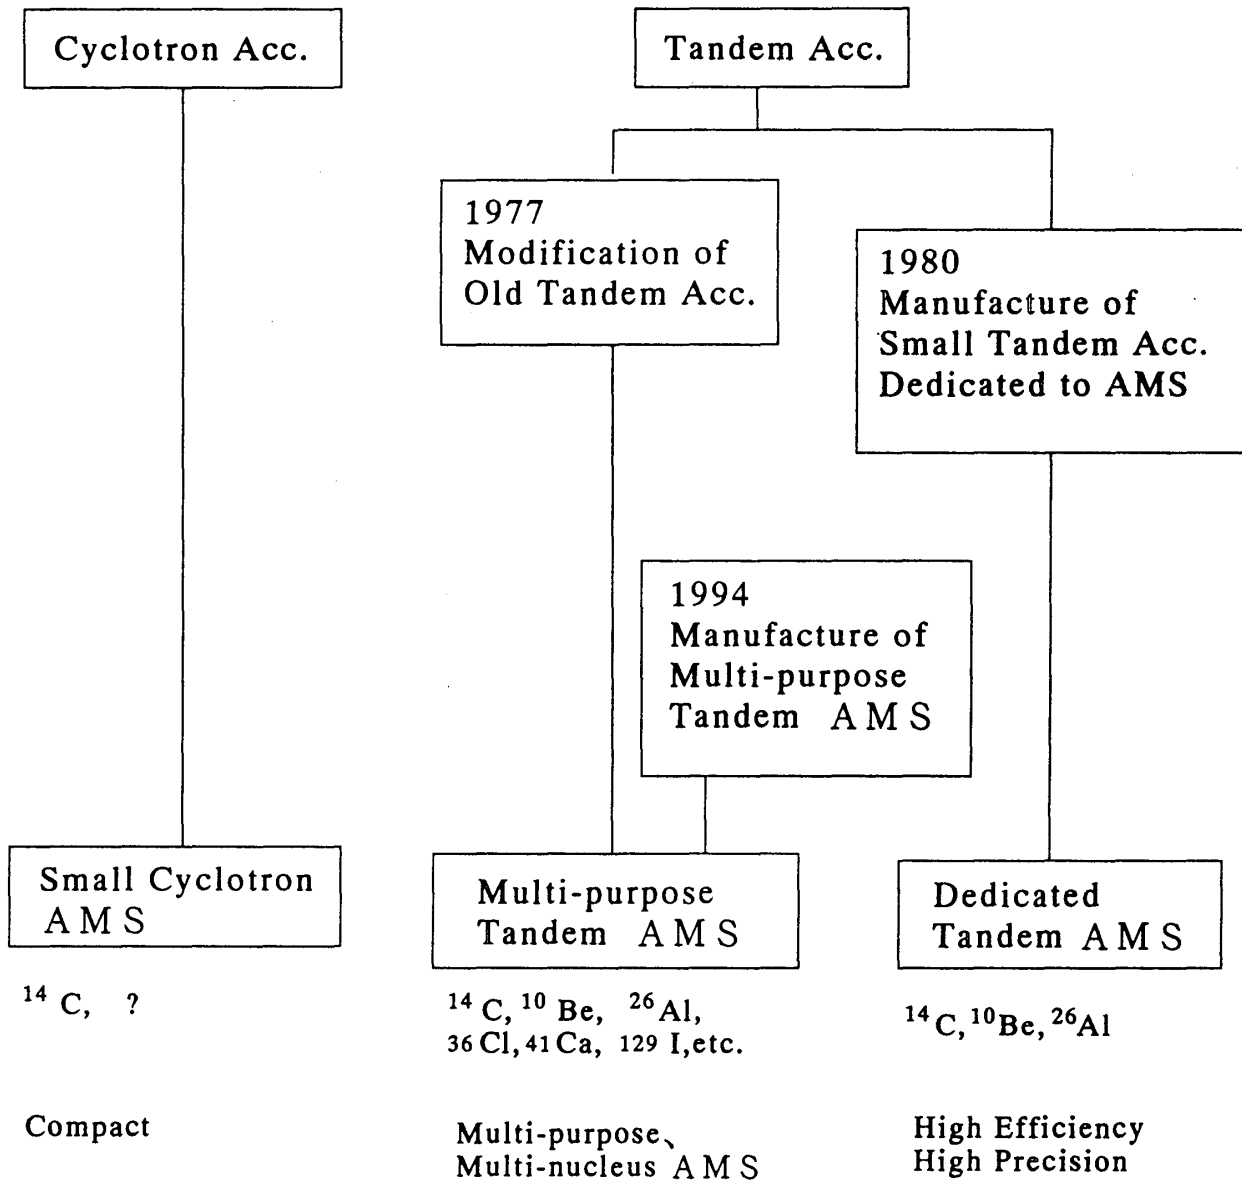 Cyclotron Acc.
Tandem Acc.
1977
Modification of
Old Tandem Acc.
1980
Manufacture of
Small Tandem Acc.
Dedicated to AMS
1994
Manufacture of
Multi-purpose
Tandem AMS
Small Cyclotron
AMS
Multi-purpose
Tandem AMS
Dedicated
Tandem AMS
¹⁴C, ?
¹⁴C, ¹⁰Be, ²⁶Al,
36Cl, 41Ca, 129 I, etc.
¹⁴C, ¹⁰Be, ²⁶Al
Compact
Multi-purpose、
Multi-nucleus AMS
High Efficiency
High Precision